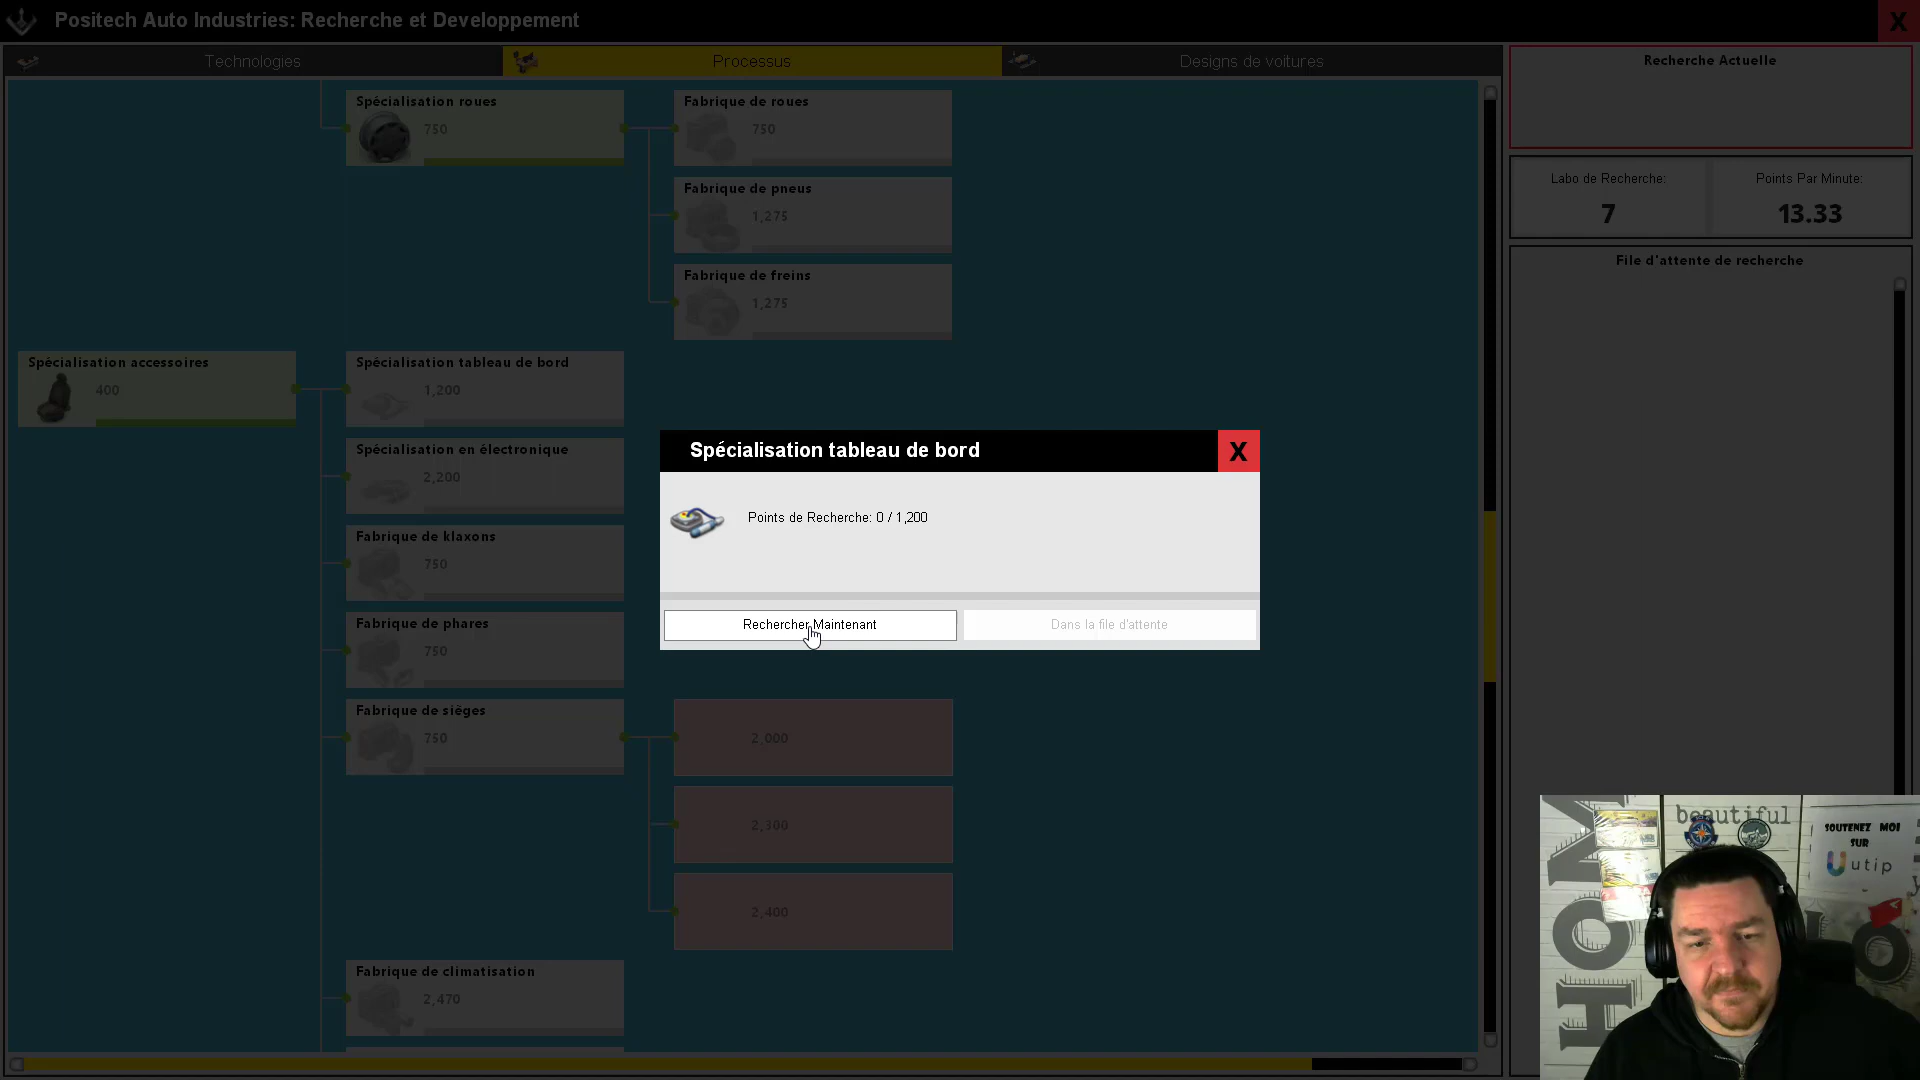 Positech Auto Industries: Recherche et Developpement
X
Technologies
Processus
Designs de voitures
Recherche Actuelle
Spécialisation roues
750
Fabrique de roues
750
Fabrique de pneus
1,275
Fabrique de freins
1,275
Labo de Recherche:
7
Points Par Minute:
13.33
File d'attente de recherche
Spécialisation accessoires
400
Spécialisation tableau de bord
1,200
Spécialisation en électronique
2,200
Fabrique de klaxons
750
Fabrique de phares
750
Fabrique de sièges
750
2,000
2,300
2,400
Fabrique de climatisation
2,470
Spécialisation tableau de bord
X
Points de Recherche: 0 / 1,200
Rechercher Maintenant
Dans la file d'attente
beautiful
HOM
SOUTENEZ MOI
SUR
utip